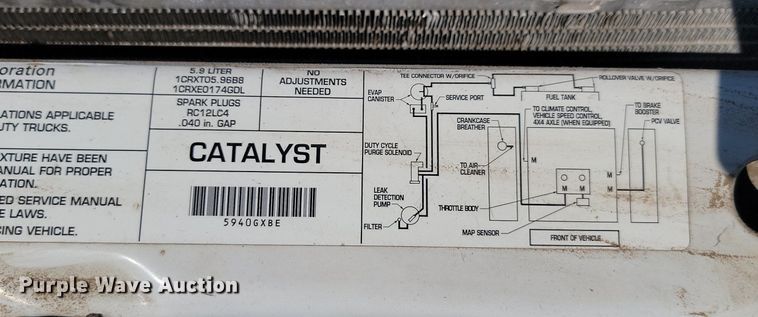 oration
FORMATION
ATIONS APPLICABLE
UTY TRUCKS.
XTURE HAVE BEEN
MANUAL FOR PROPER
ATION.
ED SERVICE MANUAL
E LAWS.
CING VEHICLE.
5.9 LITER
1CRXT05.96B8
1CRXE0174GDL
NO
ADJUSTMENTS
NEEDED
SPARK PLUGS
RC12LC4
.040 in. GAP
CATALYST
5940GXBE
TEE CONNECTOR W/ORIFICE
ROLLOVER VALVE W/ORIFICE
EVAP
CANISTER
SERVICE PORT
FUEL TANK
TO CLIMATE CONTROL,
VEHICLE SPEED CONTROL,
4X4 AXLE (WHEN EQUIPPED)
TO BRAKE
BOOSTER
PCV VALVE
CRANKCASE
BREATHER
DUTY CYCLE
PURGE SOLENOID
TO AIR
CLEANER
M
M
M
M
M
LEAK
DETECTION
PUMP
THROTTLE BODY
FILTER
MAP SENSOR
FRONT OF VEHICLE
Purple Wave Auction